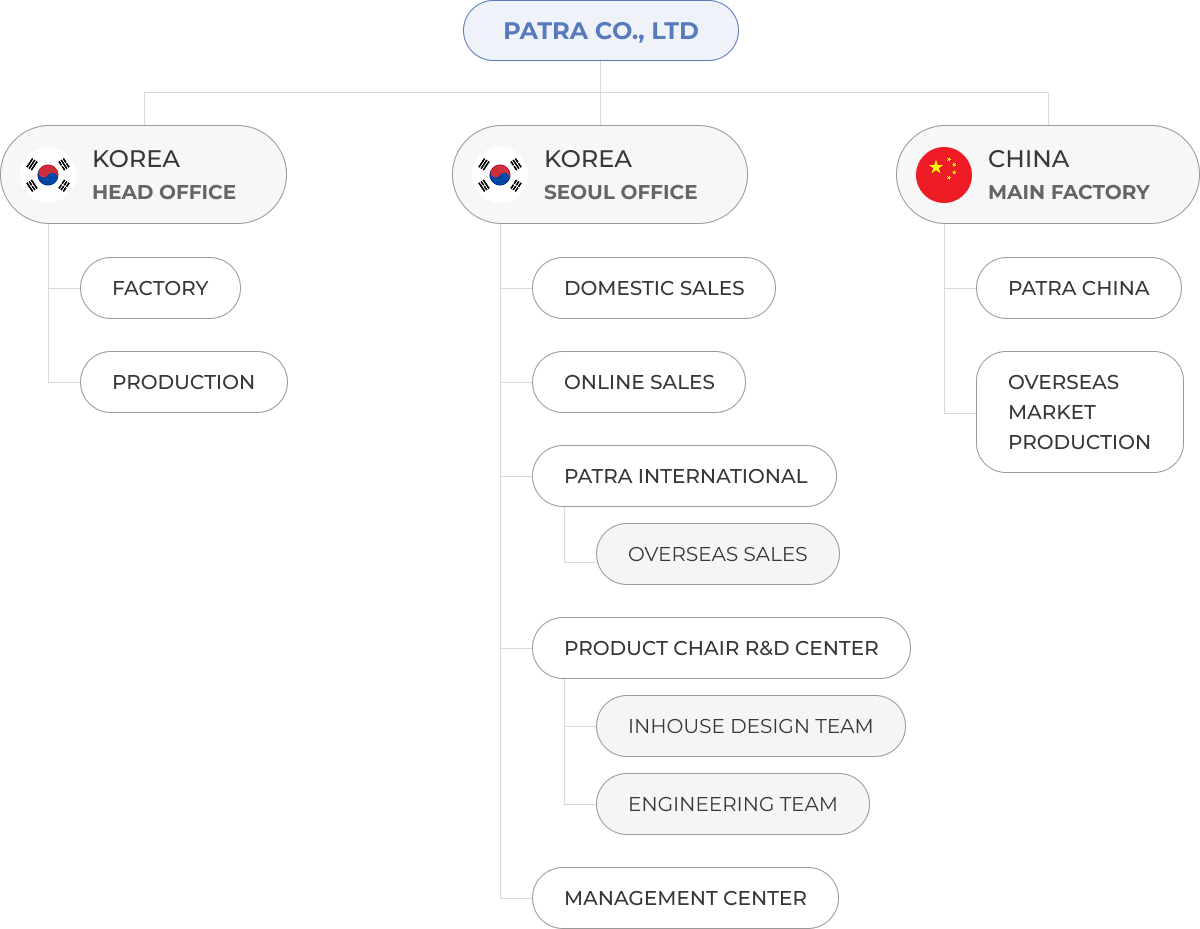 PATRA CO., LTD
KOREA
HEAD OFFICE
FACTORY
PRODUCTION
KOREA
SEOUL OFFICE
DOMESTIC SALES
ONLINE SALES
PATRA INTERNATIONAL
OVERSEAS SALES
PRODUCT CHAIR R&D CENTER
INHOUSE DESIGN TEAM
ENGINEERING TEAM
MANAGEMENT CENTER
CHINA
MAIN FACTORY
PATRA CHINA
OVERSEAS
MARKET
PRODUCTION